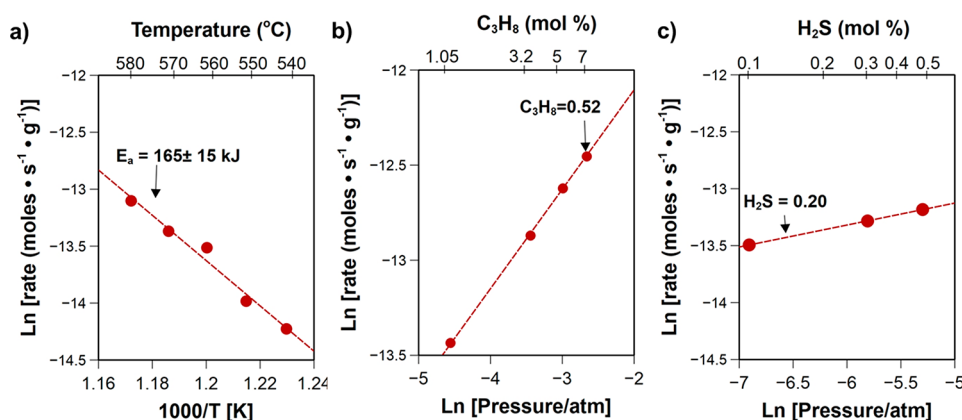 a)
Temperature (°C)
580 570 560 550 540
−12
−12.5
−13
−13.5
−14
−14.5
Ln [rate (moles • s⁻¹ • g⁻¹)]
Eₐ = 165± 15 kJ
1.16 1.18 1.2 1.22 1.24
1000/T [K]
b)
C₃H₈ (mol %)
1.05 3.2 5 7
−12
−12.5
−13
−13.5
Ln [rate (moles • s⁻¹ • g⁻¹)]
C₃H₈=0.52
−5 −4 −3 −2
Ln [Pressure/atm]
c)
H₂S (mol %)
0.1 0.2 0.3 0.4 0.5
−12
−12.5
−13
−13.5
−14
−14.5
Ln [rate (moles • s⁻¹ • g⁻¹)]
H₂S = 0.20
−7 −6.5 −6 −5.5 −5
Ln [Pressure/atm]